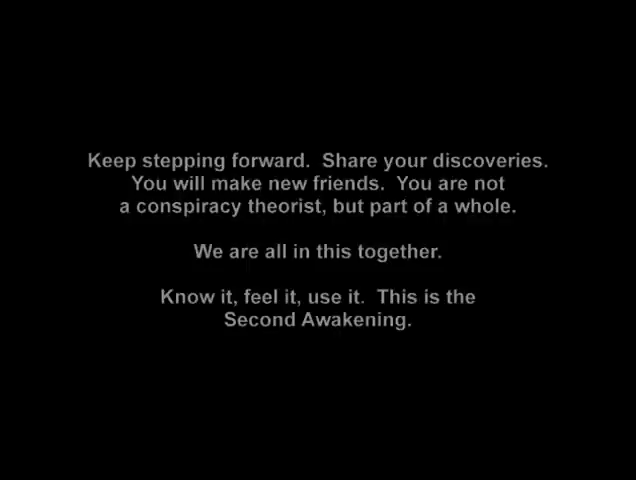 Keep stepping forward.  Share your discoveries.
You will make new friends.  You are not
a conspiracy theorist, but part of a whole.
We are all in this together.
Know it, feel it, use it.  This is the
Second Awakening.